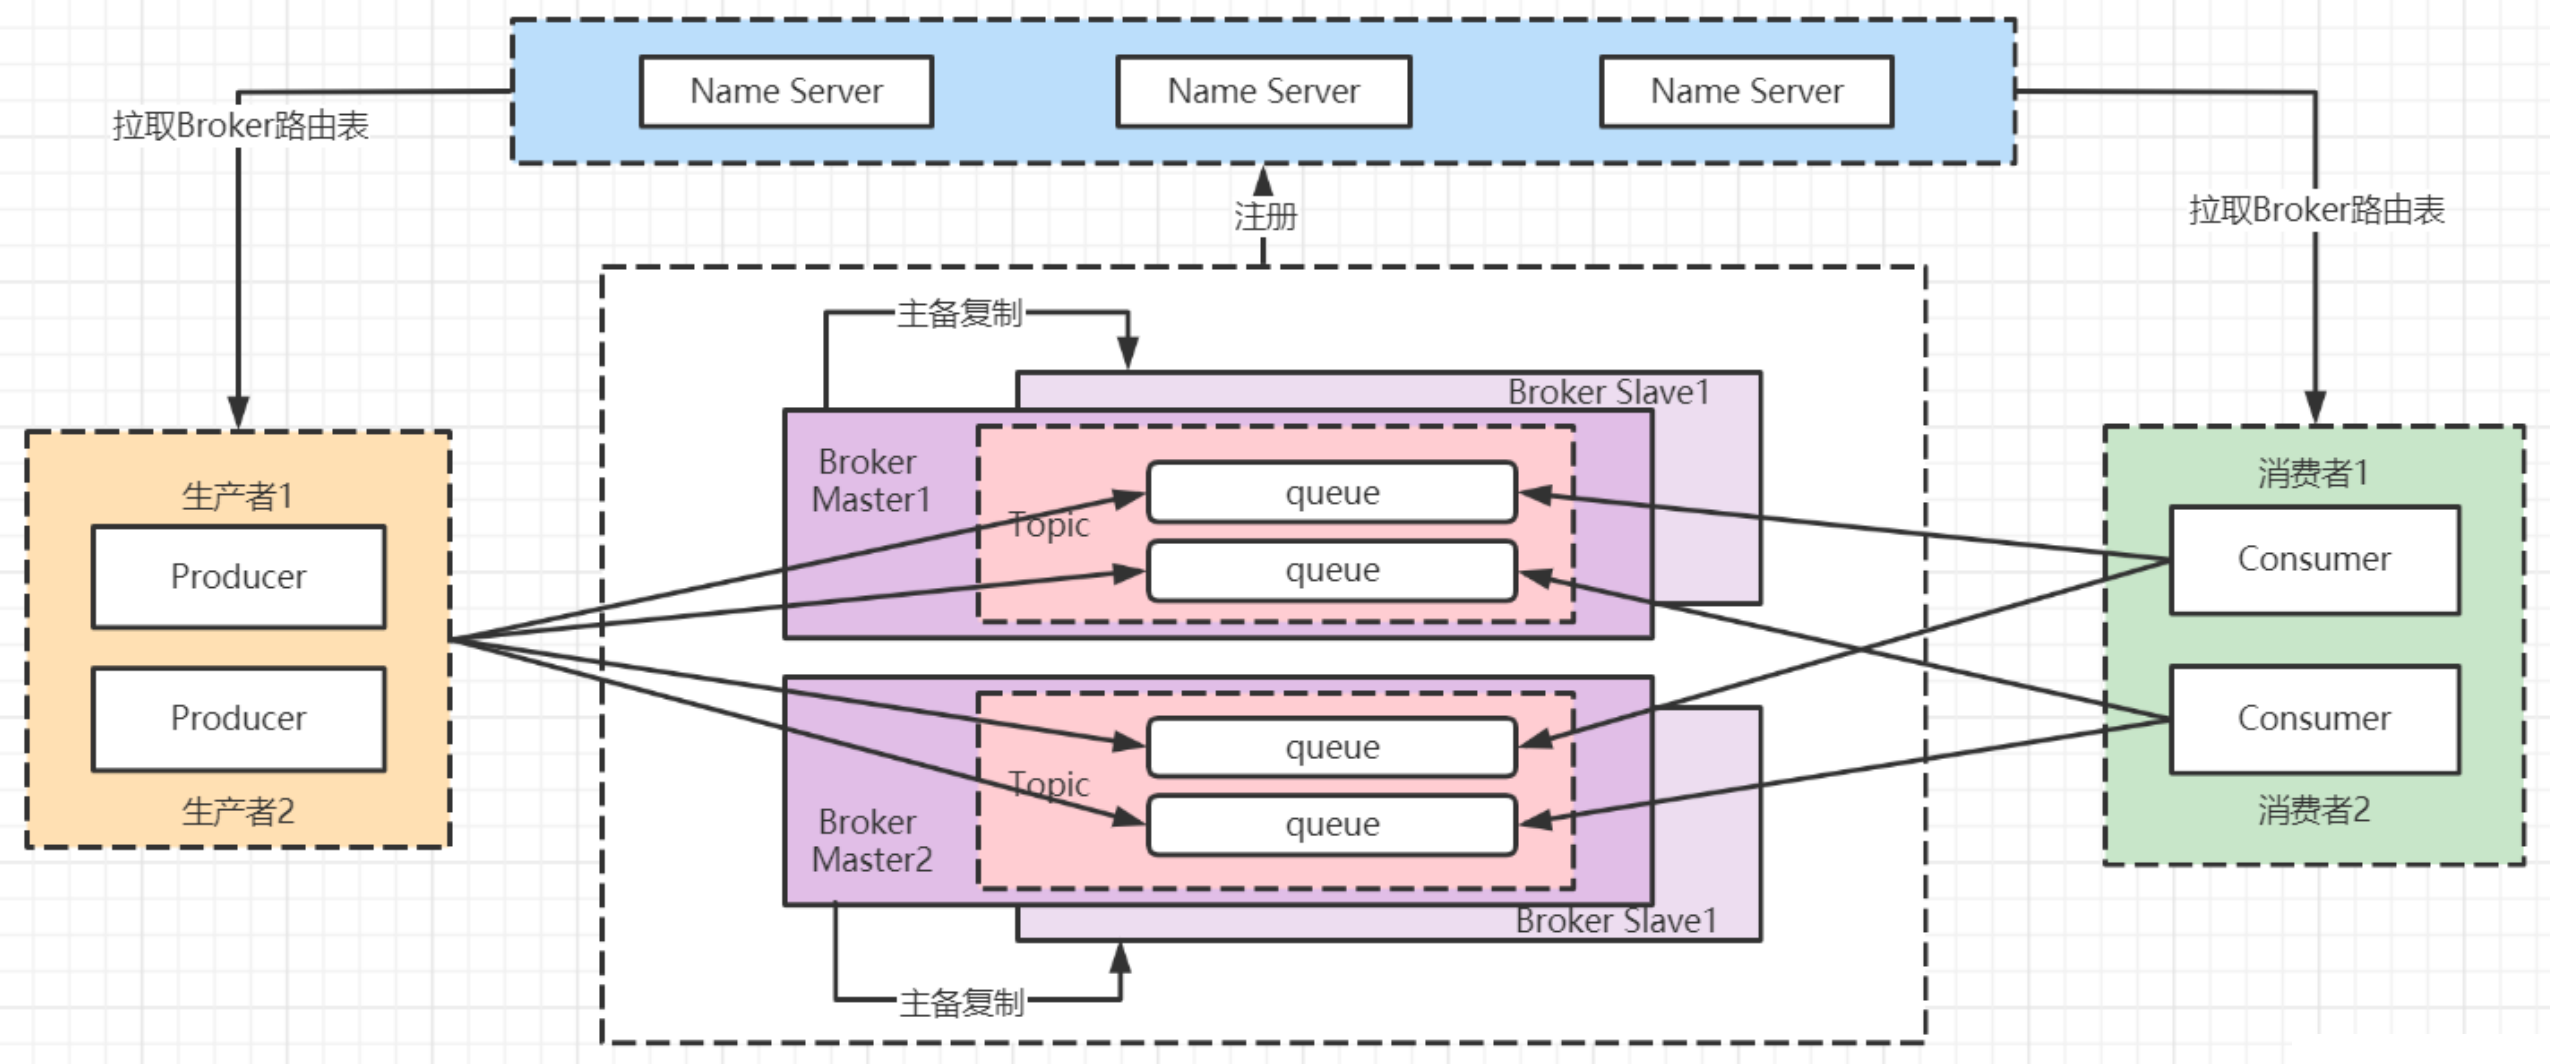 Name Server
Name Server
Name Server
拉取Broker路由表
拉取Broker路由表
注册
主备复制
Broker Slave1
Broker
Master1
Topic
queue
queue
生产者1
Producer
Producer
生产者2
消费者1
Consumer
Consumer
消费者2
queue
Topic
queue
Broker
Master2
Broker Slave1
主备复制